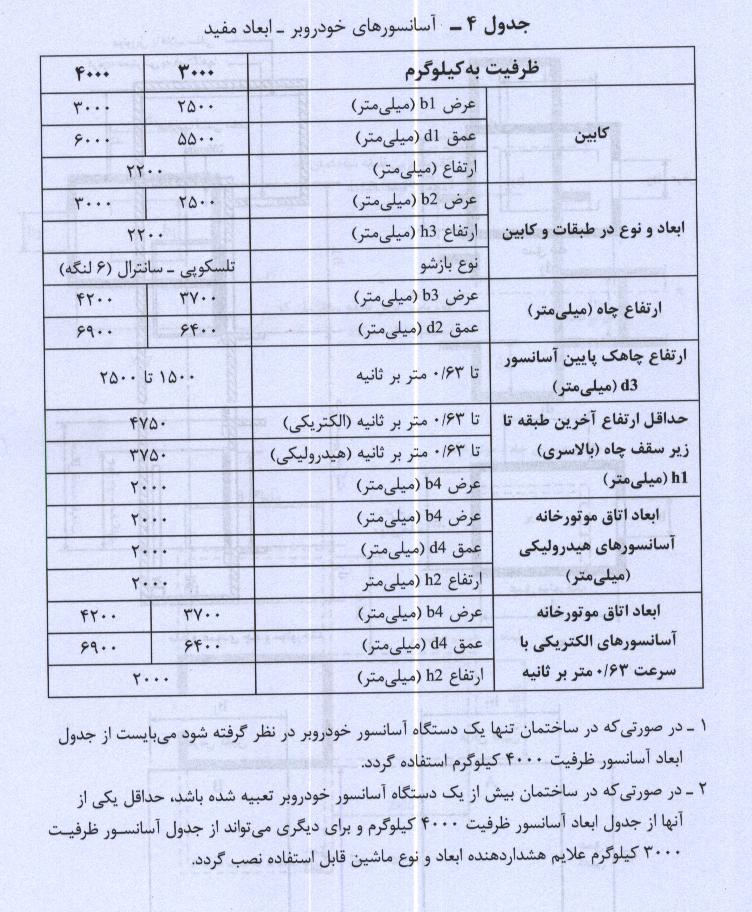 جدول ۴ ــ آسانسورهای خودروبر ـ ابعاد مفید
ظرفیت به کیلوگرم ۳۰۰۰ ۴۰۰۰
کابین
عرض b1 (میلی‌متر) ۲۵۰۰ ۳۰۰۰
عمق d1 (میلی‌متر) ۵۵۰۰ ۶۰۰۰
ارتفاع (میلی‌متر) ۲۲۰۰
ابعاد و نوع در طبقات و کابین
عرض b2 (میلی‌متر) ۲۵۰۰ ۳۰۰۰
ارتفاع h3 (میلی‌متر) ۲۲۰۰
نوع بازشو تلسکوپی ـ سانترال (۶ لنگه)
ارتفاع چاه (میلی‌متر)
عرض b3 (میلی‌متر) ۳۷۰۰ ۴۲۰۰
عمق d2 (میلی‌متر) ۶۴۰۰ ۶۹۰۰
ارتفاع چاهک پایین آسانسور
d3 (میلی‌متر)
تا ۰/۶۳ متر بر ثانیه ۱۵۰۰ تا ۲۵۰۰
حداقل ارتفاع آخرین طبقه تا
زیر سقف چاه (بالاسری)
h1 (میلی‌متر)
تا ۰/۶۳ متر بر ثانیه (الکتریکی) ۴۷۵۰
تا ۰/۶۳ متر بر ثانیه (هیدرولیکی) ۳۷۵۰
عرض b4 (میلی‌متر) ۲۰۰۰
ابعاد اتاق موتورخانه
آسانسورهای هیدرولیکی
(میلی‌متر)
عرض b4 (میلی‌متر) ۲۰۰۰
عمق d4 (میلی‌متر) ۲۰۰۰
ارتفاع h2 (میلی‌متر ۲۰۰۰
ابعاد اتاق موتورخانه
آسانسورهای الکتریکی با
سرعت ۰/۶۳ متر بر ثانیه
عرض b4 (میلی‌متر) ۳۷۰۰ ۴۲۰۰
عمق d4 (میلی‌متر) ۶۴۰۰ ۶۹۰۰
ارتفاع h2 (میلی‌متر) ۲۰۰۰
۱ ـ در صورتی‌که در ساختمان تنها یک دستگاه آسانسور خودروبر در نظر گرفته شود می‌بایست از جدول
ابعاد آسانسور ظرفیت ۴۰۰۰ کیلوگرم استفاده گردد.
۲ ـ در صورتی‌که در ساختمان بیش از یک دستگاه آسانسور خودروبر تعبیه شده باشد، حداقل یکی از
آنها از جدول ابعاد آسانسور ظرفیت ۴۰۰۰ کیلوگرم و برای دیگری می‌تواند از جدول آسانسور ظرفیت
۳۰۰۰ کیلوگرم علایم هشداردهنده ابعاد و نوع ماشین قابل استفاده نصب گردد.